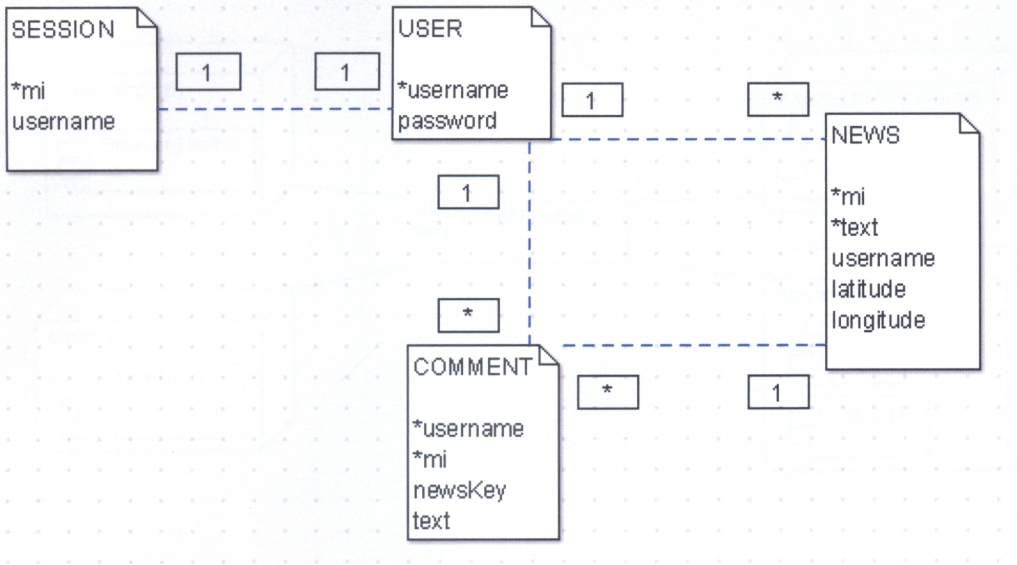 SESSION
*mi
username
1
1
USER
*username
password
1
*
NEWS
*mi
*text
username
latitude
longitude
1
*
COMMENT
*username
*mi
newsKey
text
*
1